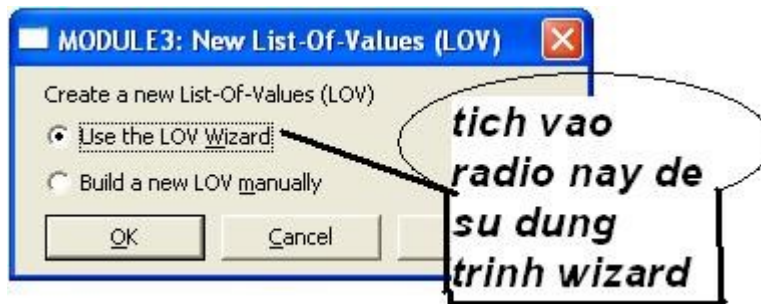 MODULE3: New List-Of-Values (LOV)
Create a new List-Of-Values (LOV)
Use the LOV Wizard
Build a new LOV manually
OK
Cancel
tich vao
radio nay de
su dung
trinh wizard